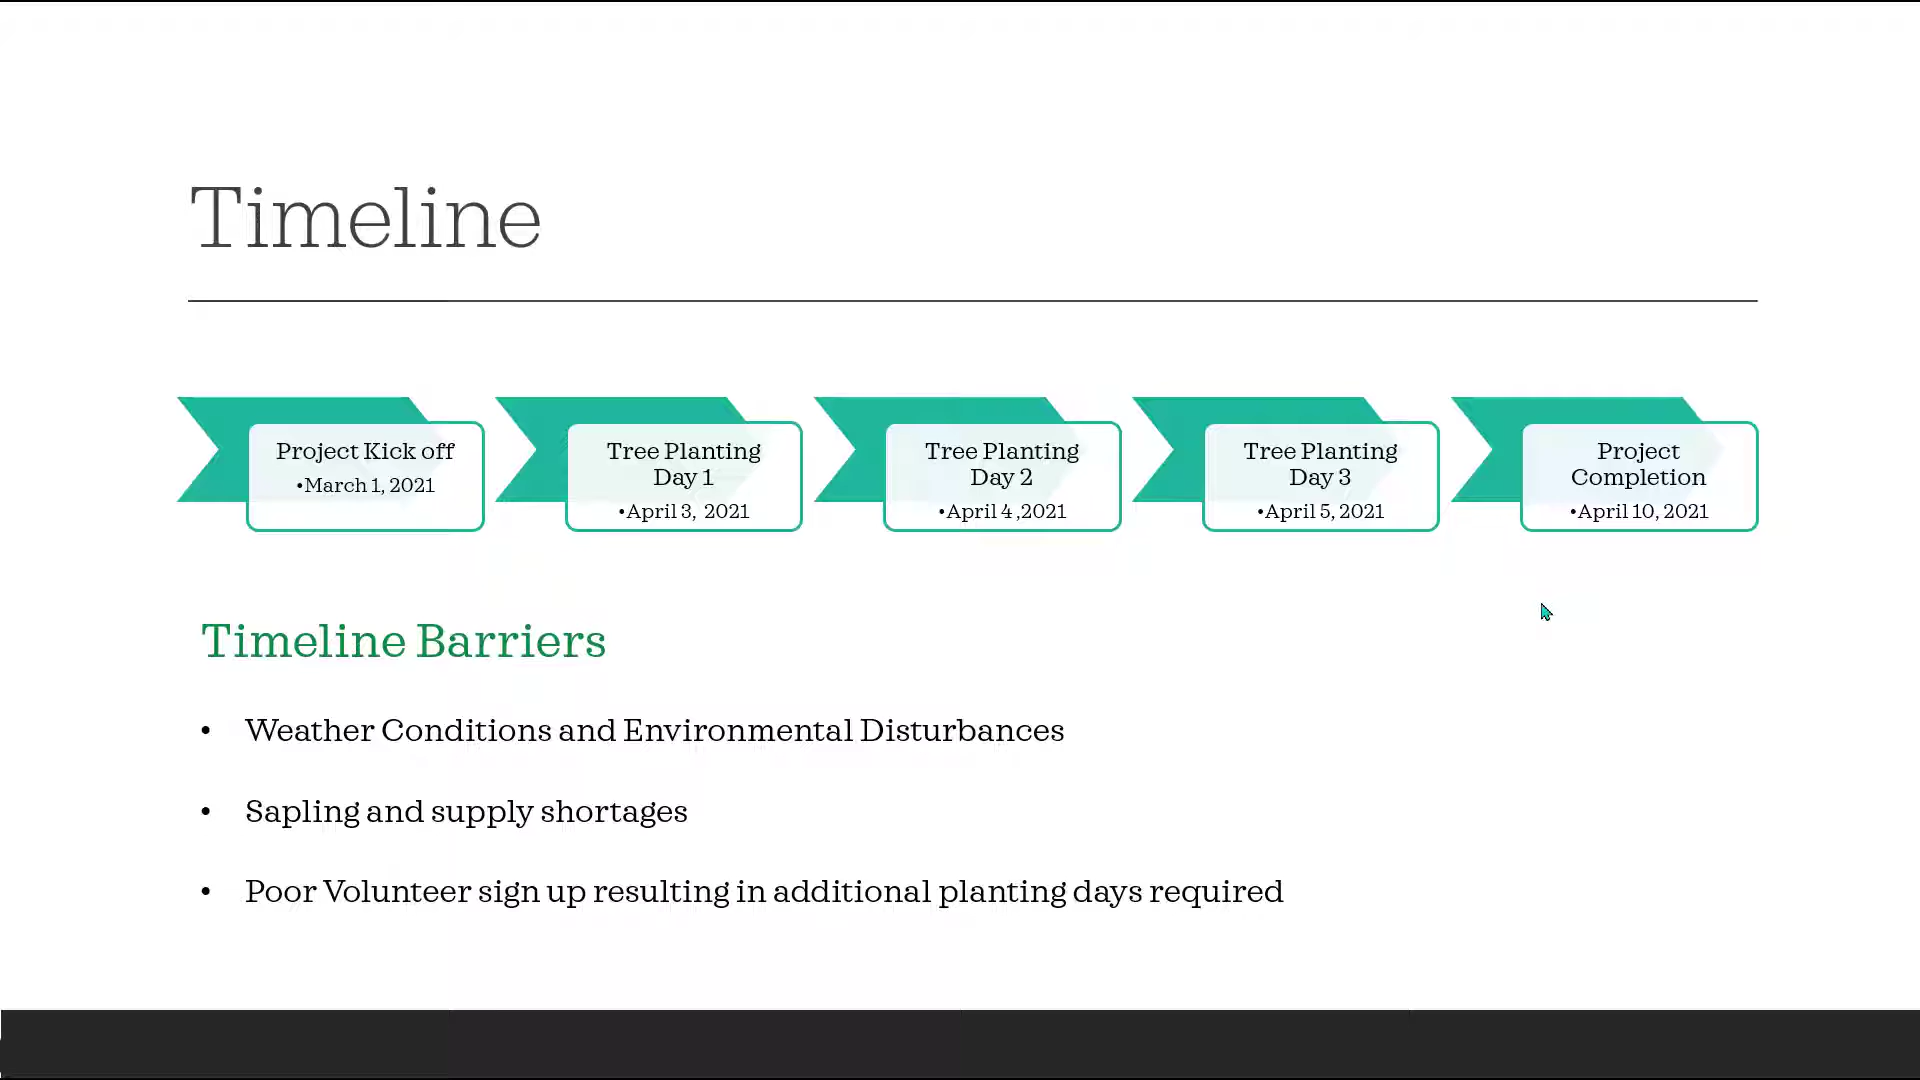 Timeline
Project Kick off
•March 1, 2021
Tree Planting
Day 1
•April 3,  2021
Tree Planting
Day 2
•April 4 ,2021
Tree Planting
Day 3
•April 5, 2021
Project
Completion
•April 10, 2021
Timeline Barriers
• Weather Conditions and Environmental Disturbances
• Sapling and supply shortages
• Poor Volunteer sign up resulting in additional planting days required